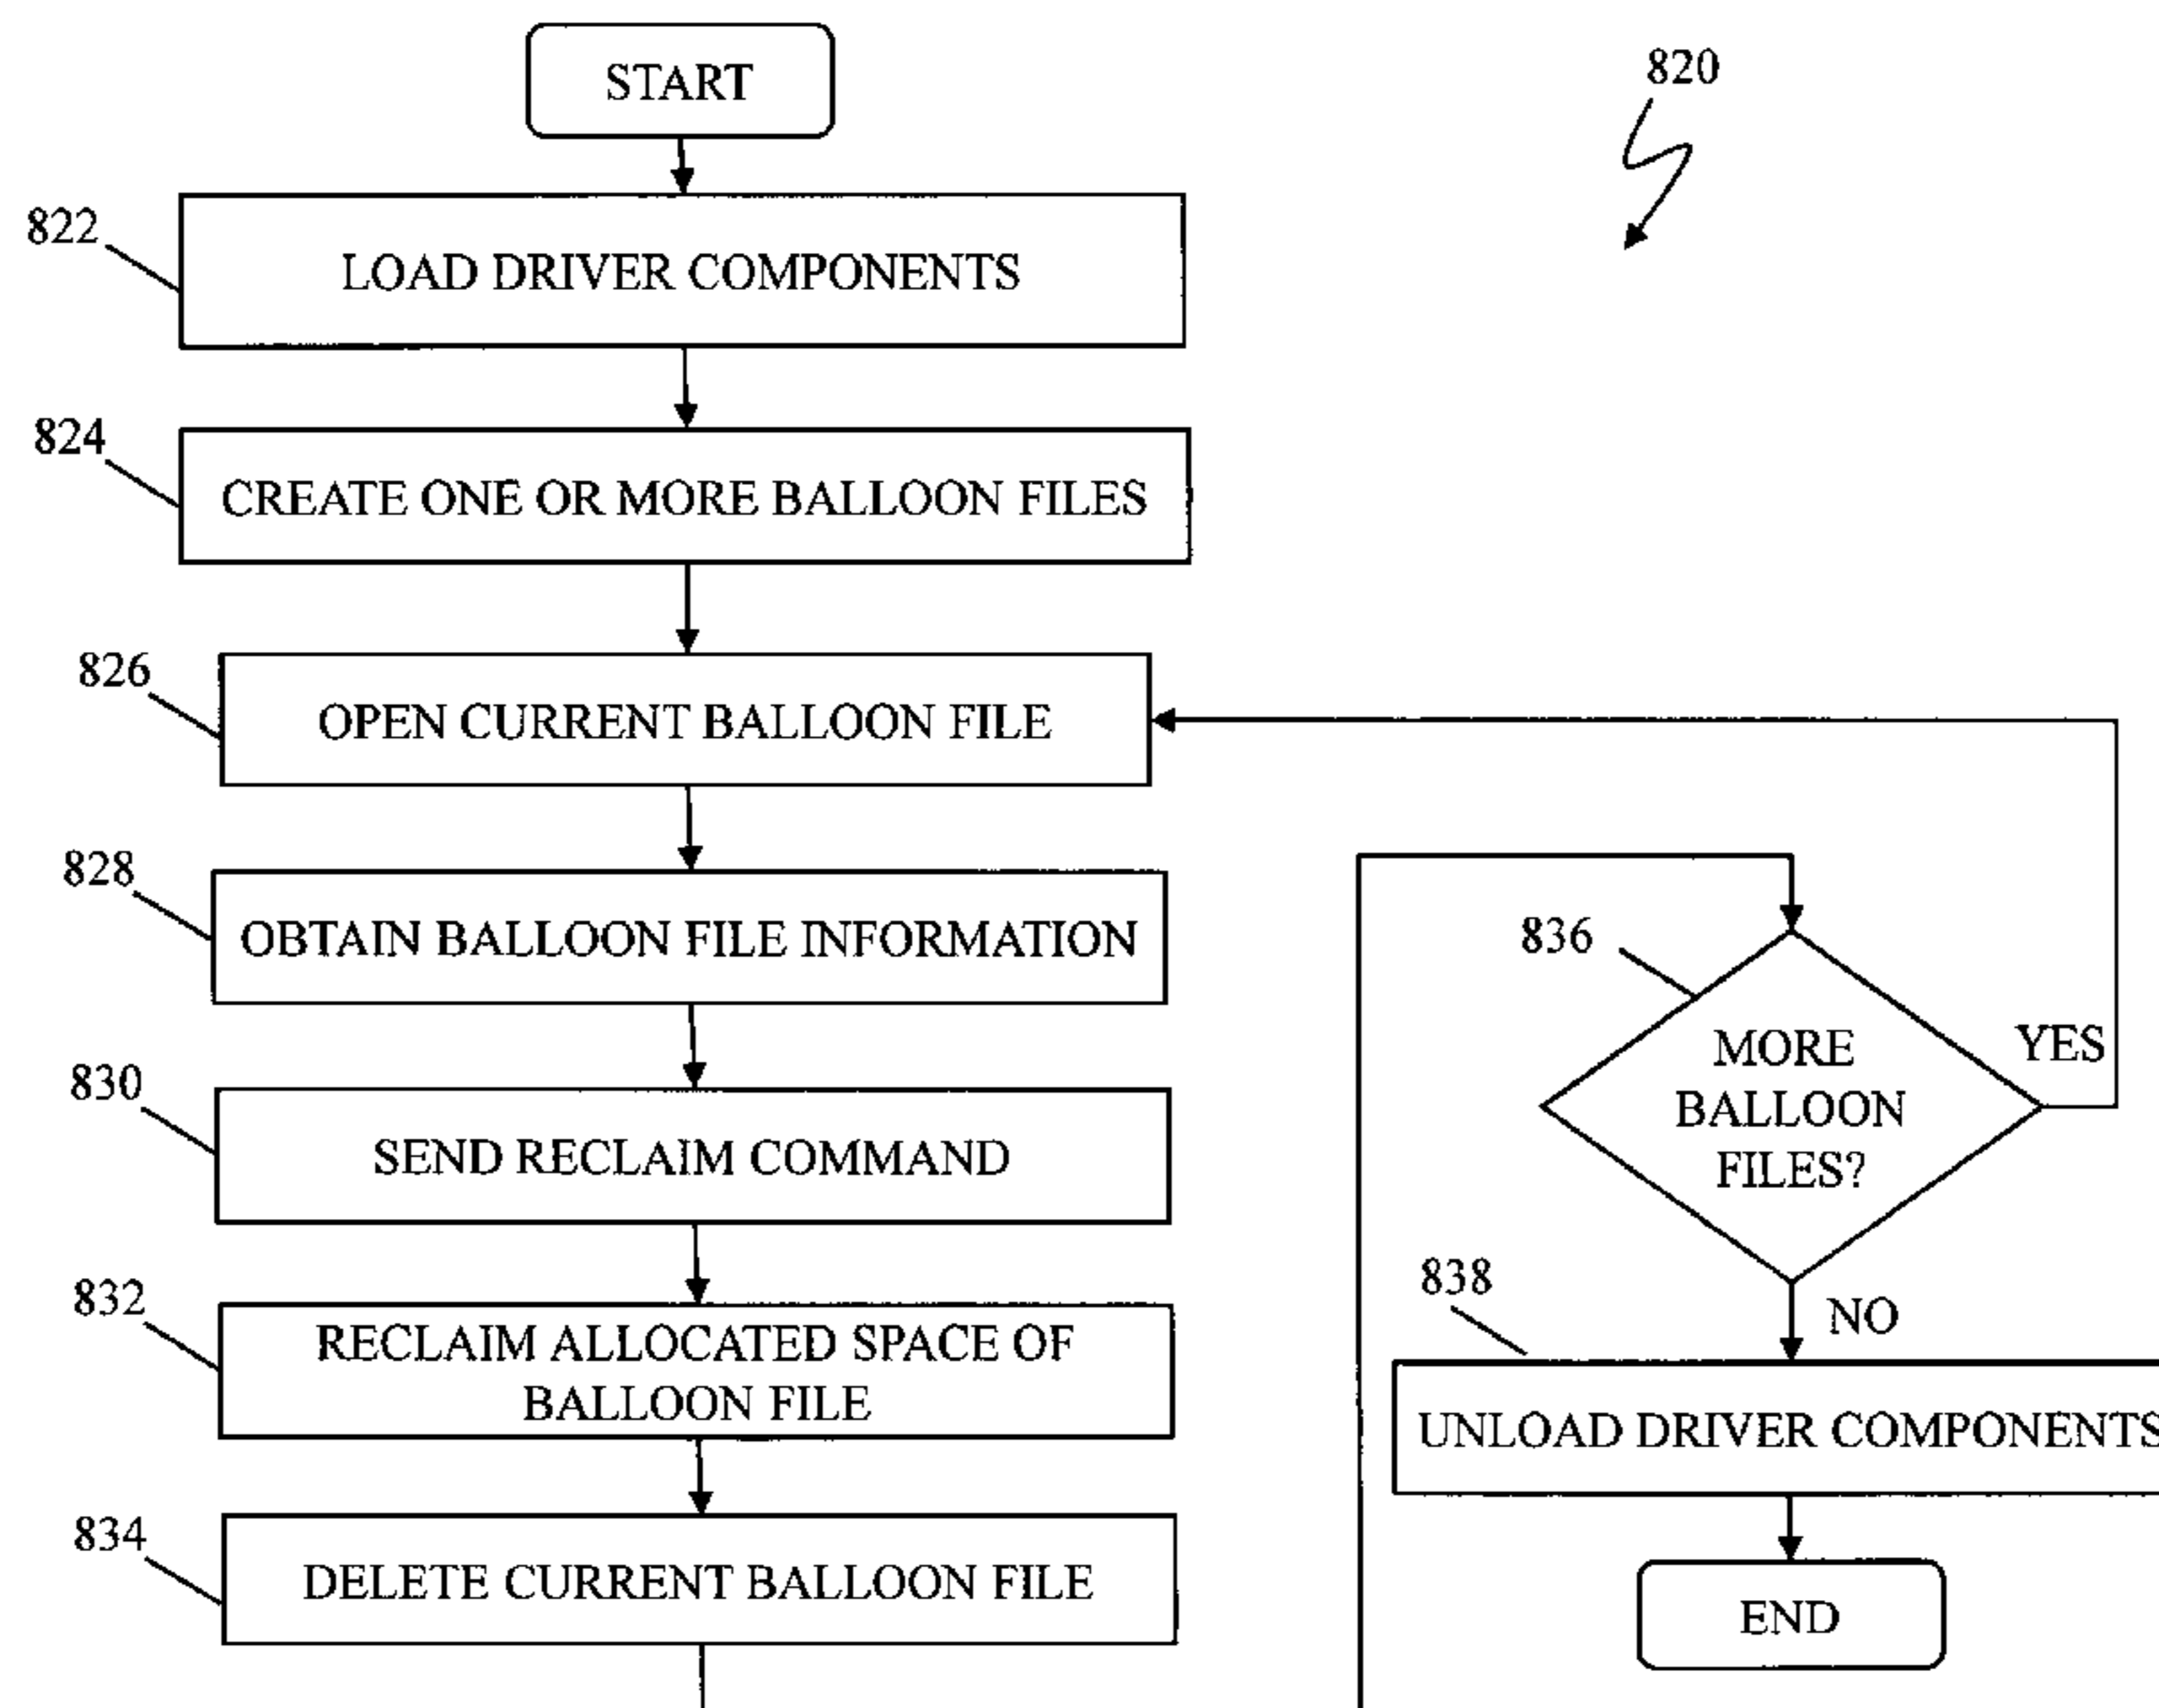 START
820
822
LOAD DRIVER COMPONENTS
824
CREATE ONE OR MORE BALLOON FILES
826
OPEN CURRENT BALLOON FILE
828
OBTAIN BALLOON FILE INFORMATION
830
SEND RECLAIM COMMAND
832
RECLAIM ALLOCATED SPACE OF
BALLOON FILE
834
DELETE CURRENT BALLOON FILE
836
MORE
BALLOON
FILES?
YES
NO
838
UNLOAD DRIVER COMPONENTS
END